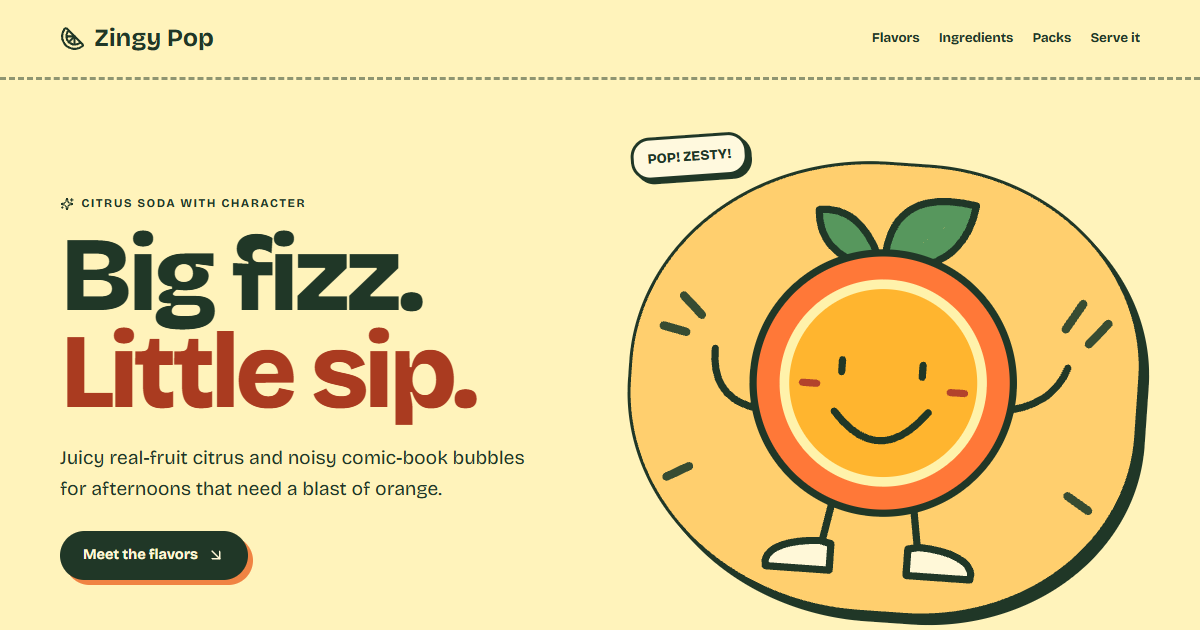 Zingy Pop
Flavors Ingredients Packs Serve it
POP! ZESTY!
CITRUS SODA WITH CHARACTER
Big fizz.
Little sip.
Juicy real-fruit citrus and noisy comic-book bubbles
for afternoons that need a blast of orange.
Meet the flavors